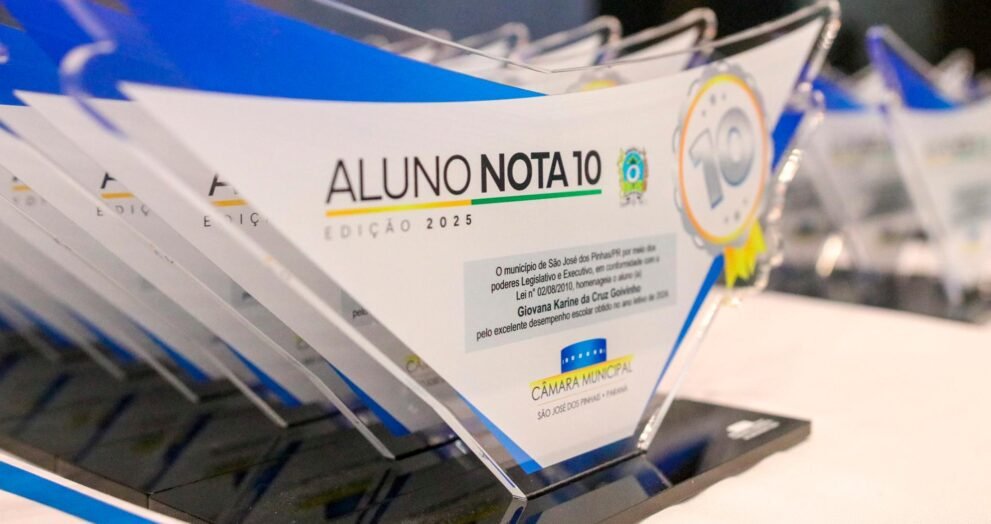 ALUNO NOTA 10
EDIÇÃO 2025
10
O município de São José dos Pinhas/PR por meio dos
poderes Legislativo e Executivo, em conformidade com a
Lei n° 02/08/2010, homenageia o aluno (a)
Giovana Karine da Cruz Goivinho
pelo excelente desempenho escolar obtido no ano letivo de 2024
CÂMARA MUNICIPAL
SÃO JOSÉ DOS PINHAIS • PARANÁ